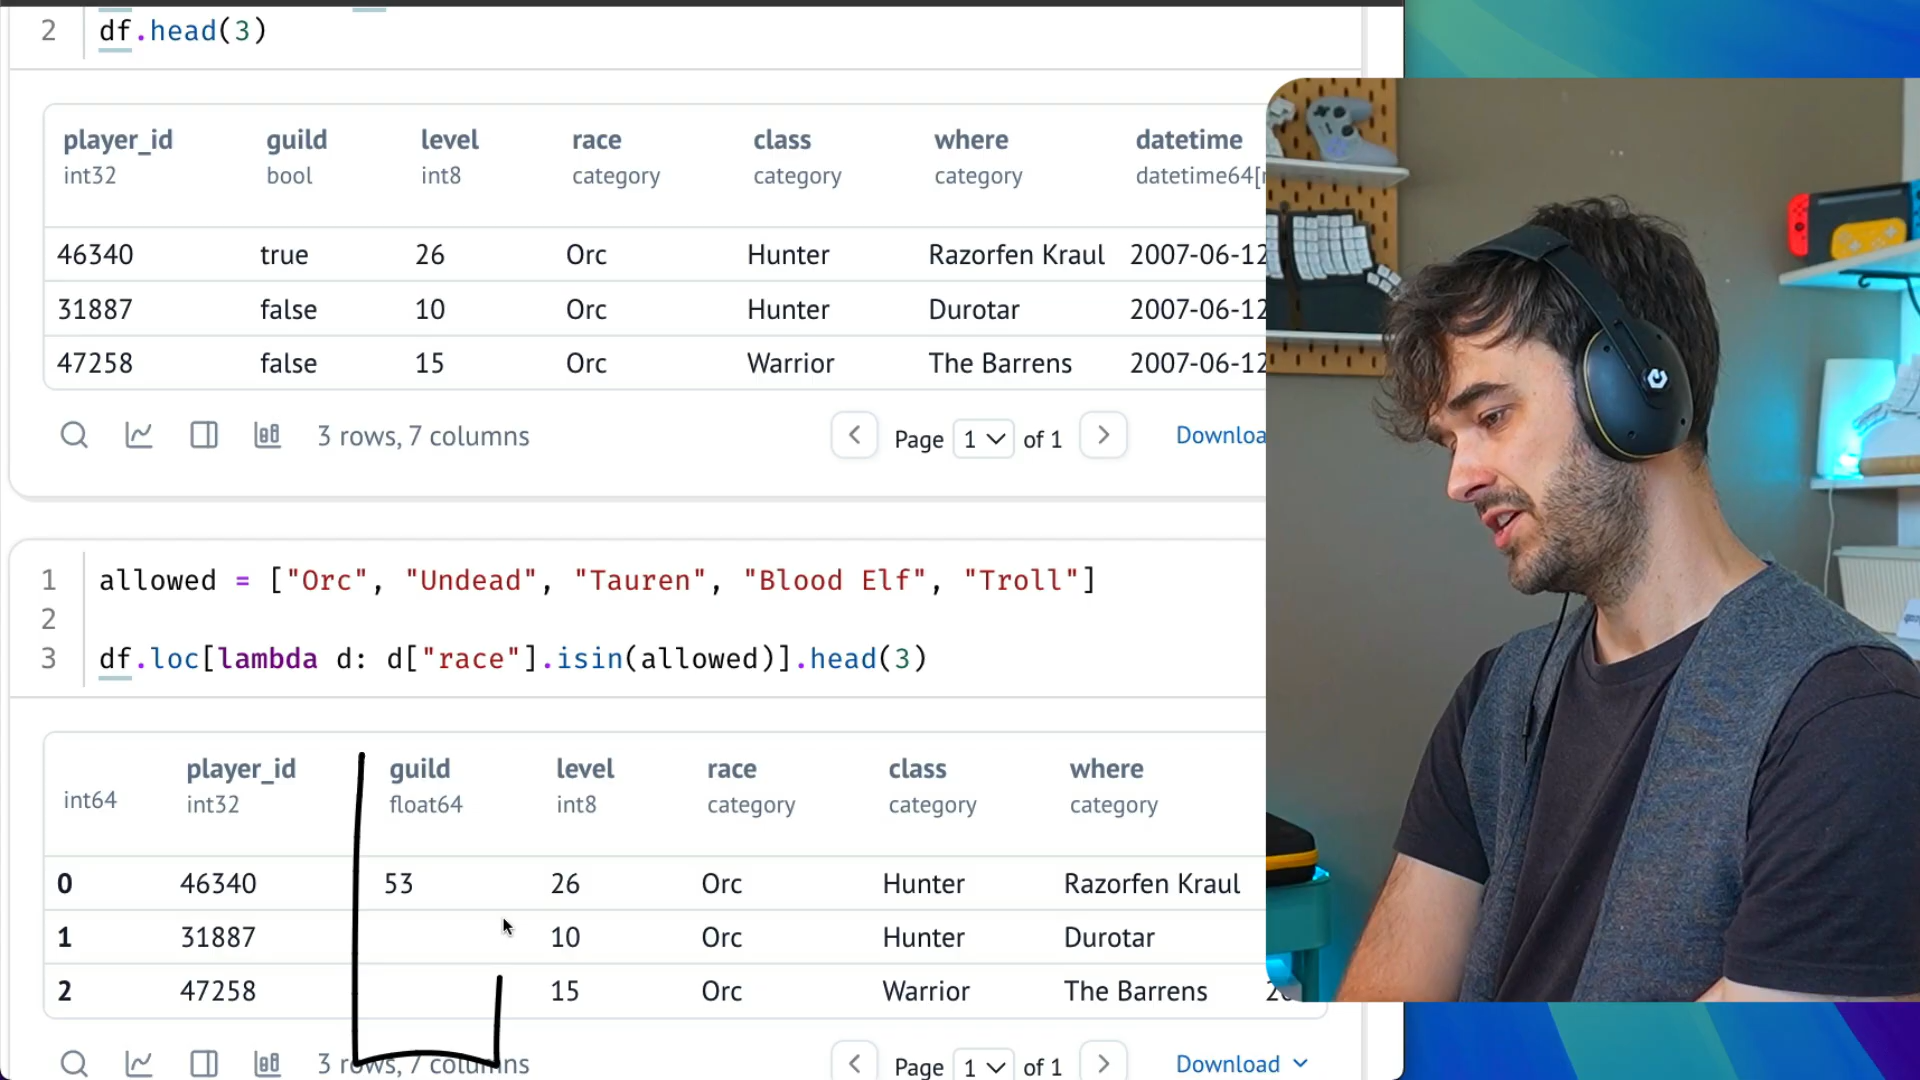 2 df.head(3)
player_id guild level race class where datetime
int32 bool int8 category category category datetime64[
46340 true 26 Orc Hunter Razorfen Kraul 2007-06-12
31887 false 10 Orc Hunter Durotar 2007-06-12
47258 false 15 Orc Warrior The Barrens 2007-06-12
3 rows, 7 columns Page 1 of 1 Downloa
1 allowed = ["Orc", "Undead", "Tauren", "Blood Elf", "Troll"]
2
3 df.loc[lambda d: d["race"].isin(allowed)].head(3)
player_id guild level race class where
int64 int32 float64 int8 category category category
0 46340 53 26 Orc Hunter Razorfen Kraul
1 31887 10 Orc Hunter Durotar
2 47258 15 Orc Warrior The Barrens
3 rows, 7 columns Page 1 of 1 Download